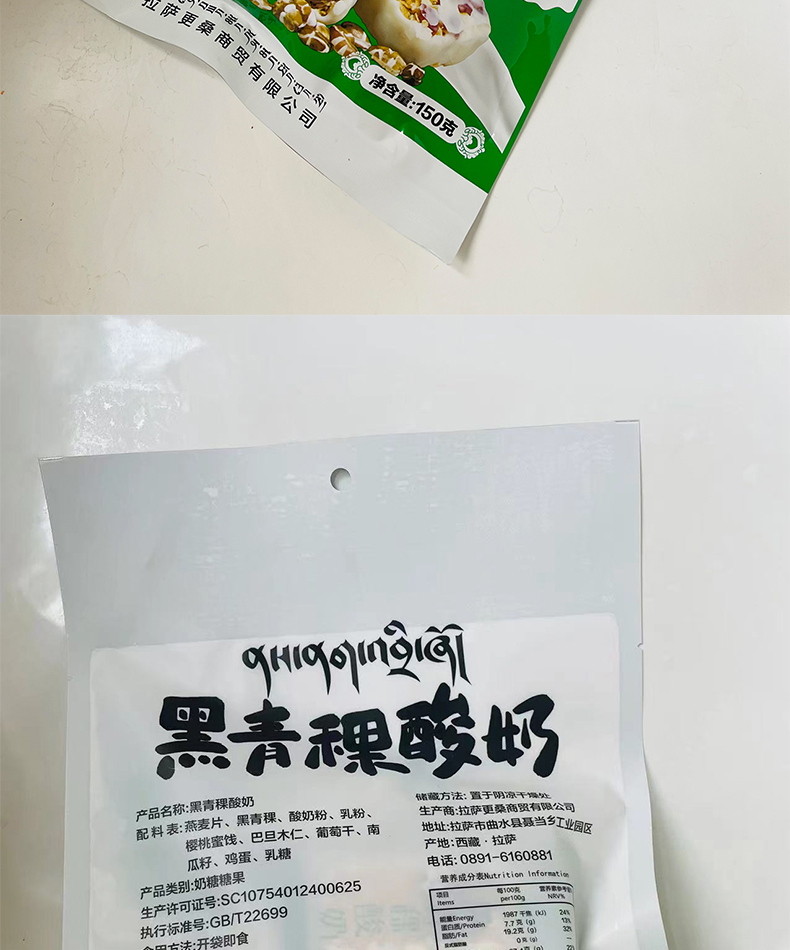 拉萨更桑商贸有限公司
净含量:150克
黑青稞酸奶
产品名称:黑青稞酸奶
配 料 表: 燕麦片、黑青稞、酸奶粉、乳粉、
樱桃蜜饯、巴旦木仁、葡萄干、南
瓜籽、鸡蛋、乳糖
产品类别:奶糖糖果
生产许可证号:SC10754012400625
执行标准号:GB/T22699
食用方法:开袋即食
储藏方法: 置于阴凉干燥处
生产商:拉萨更桑商贸有限公司
地址:拉萨市曲水县聂当乡工业园区
产地:西藏·拉萨
电话: 0891-6160881
营养成分表Nutrition Information
项目 每100克 营养素参考值
Items per100g NRV%
能量Energy 1987 千焦 (kJ) 24%
蛋白质/Protein 7.7 克 (g) 13%
脂肪/Fat 19.2 克 (g) 32%
反式脂肪酸 0 克 (g) —